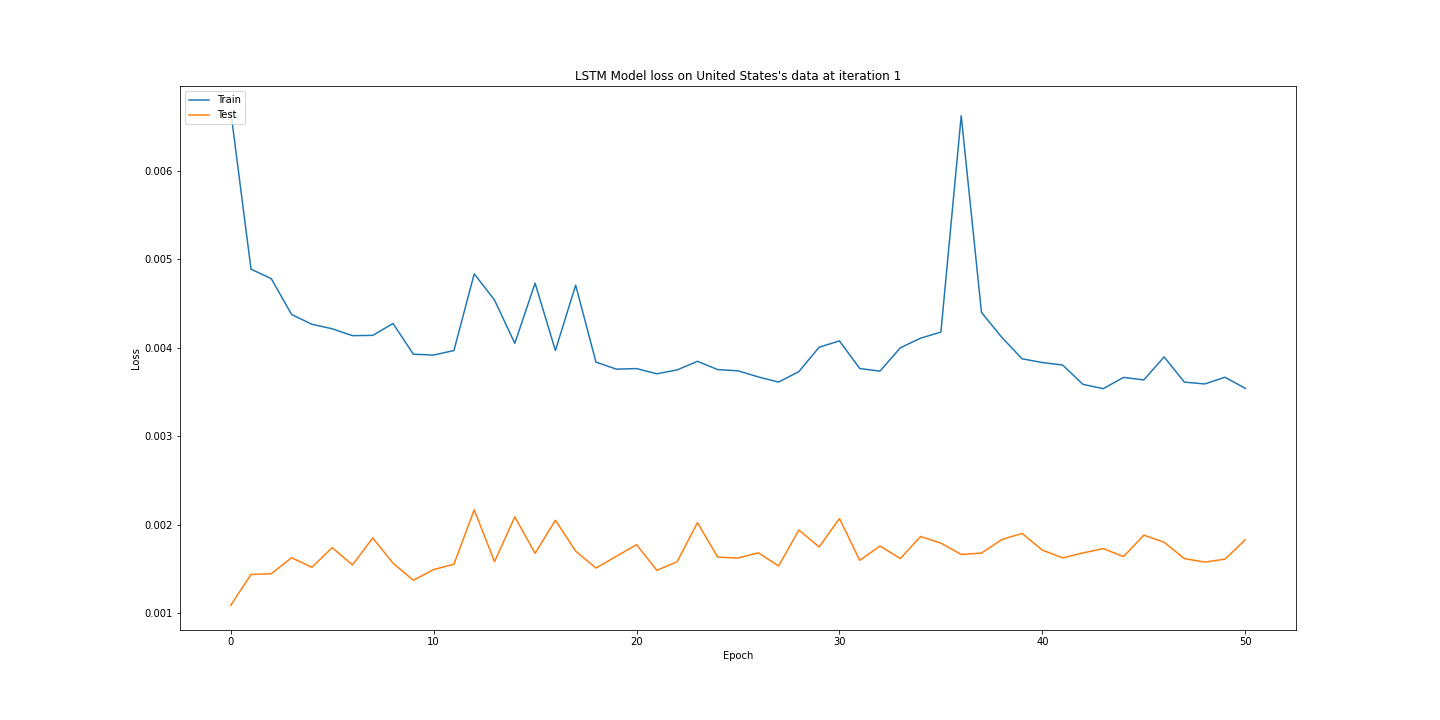 LSTM Model loss on United States's data at iteration 1
Train
Test
0.006
0.005
0.004
0.003
0.002
0.001
Loss
0 10 20 30 40 50
Epoch